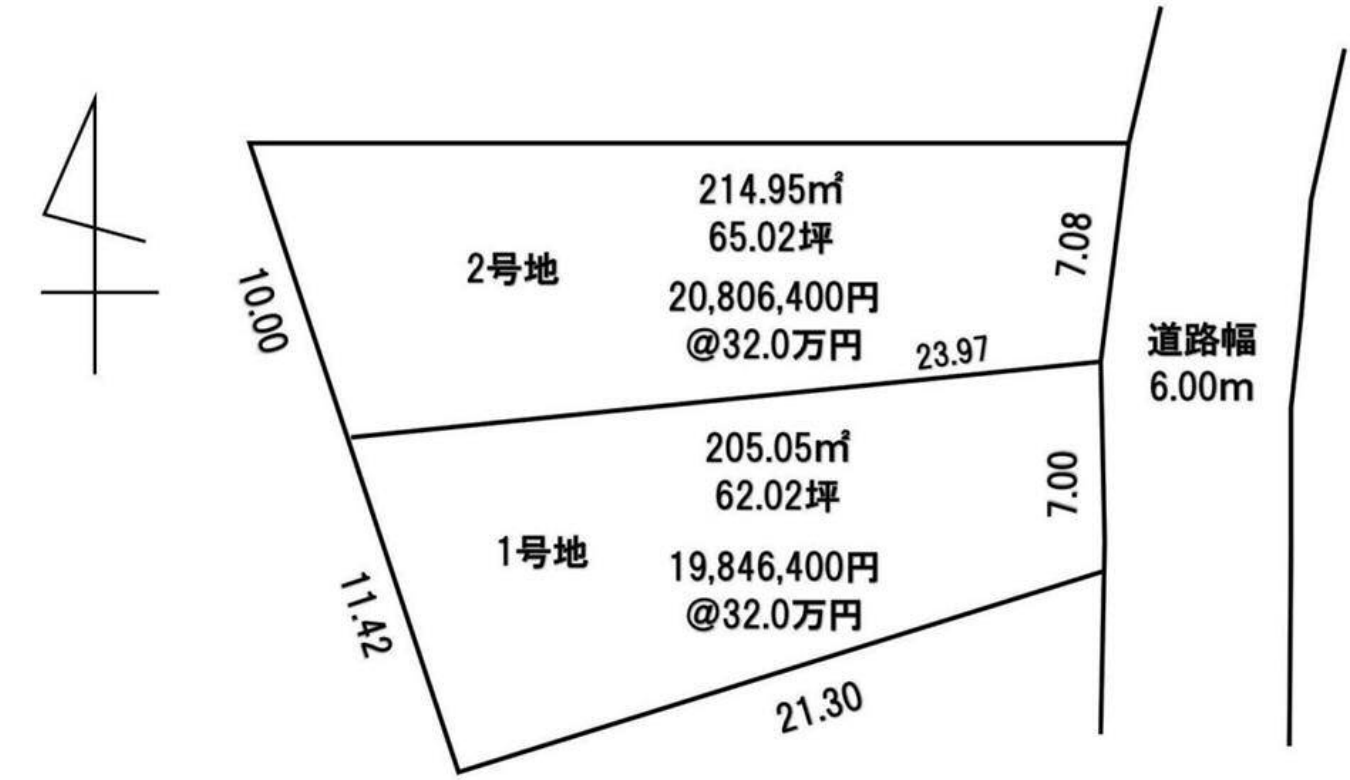 214.95㎡
65.02坪
2号地
20,806,400円
@32.0万円
7.08
10.00
23.97
道路幅
6.00m
205.05㎡
62.02坪
1号地
19,846,400円
@32.0万円
7.00
11.42
21.30